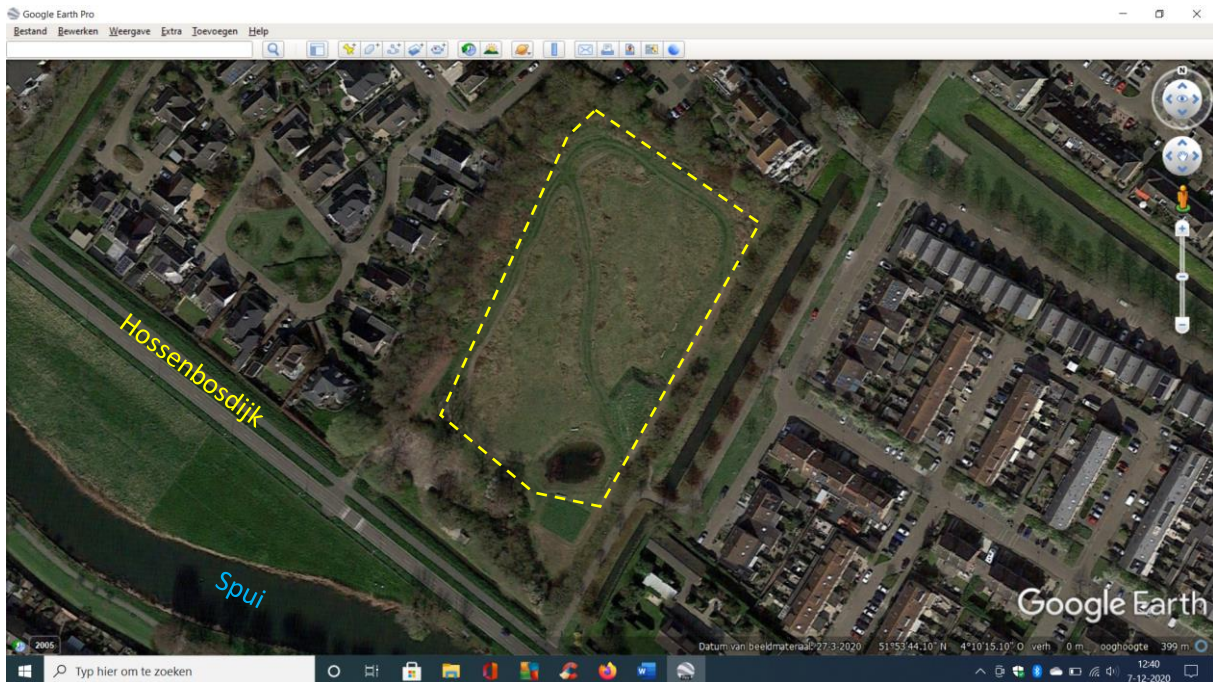 Google Earth Pro
Bestand Bewerken Weergave Extra Toevoegen Help
N
Hossenbosdijk
Spui
Google Earth
2005
Datum van beeldmateriaal: 27-3-2020 51°53'44.10" N 4°10'15.10" O verh 0 m ooghoogte 399 m
Typ hier om te zoeken
12:40
7-12-2020